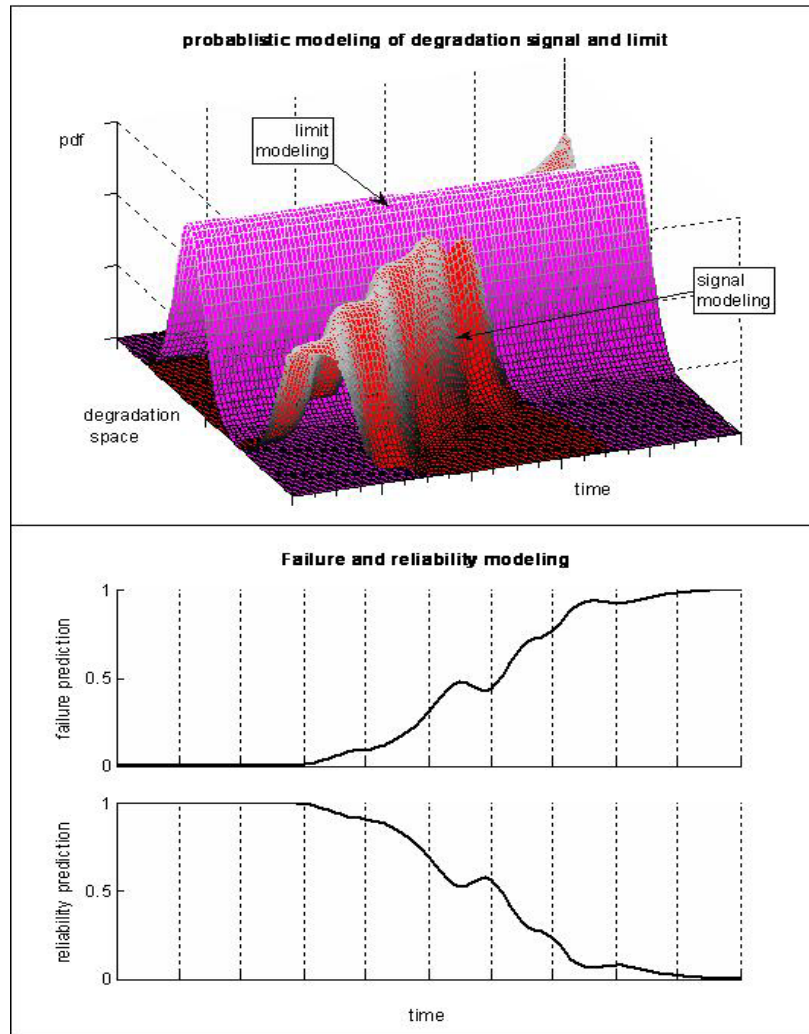 probablistic modeling of degradation signal and limit
pdf
limit
modeling
signal
modeling
degradation
space
time
Failure and reliability modeling
failure prediction
1
0.5
0
reliability prediction
1
0.5
0
time